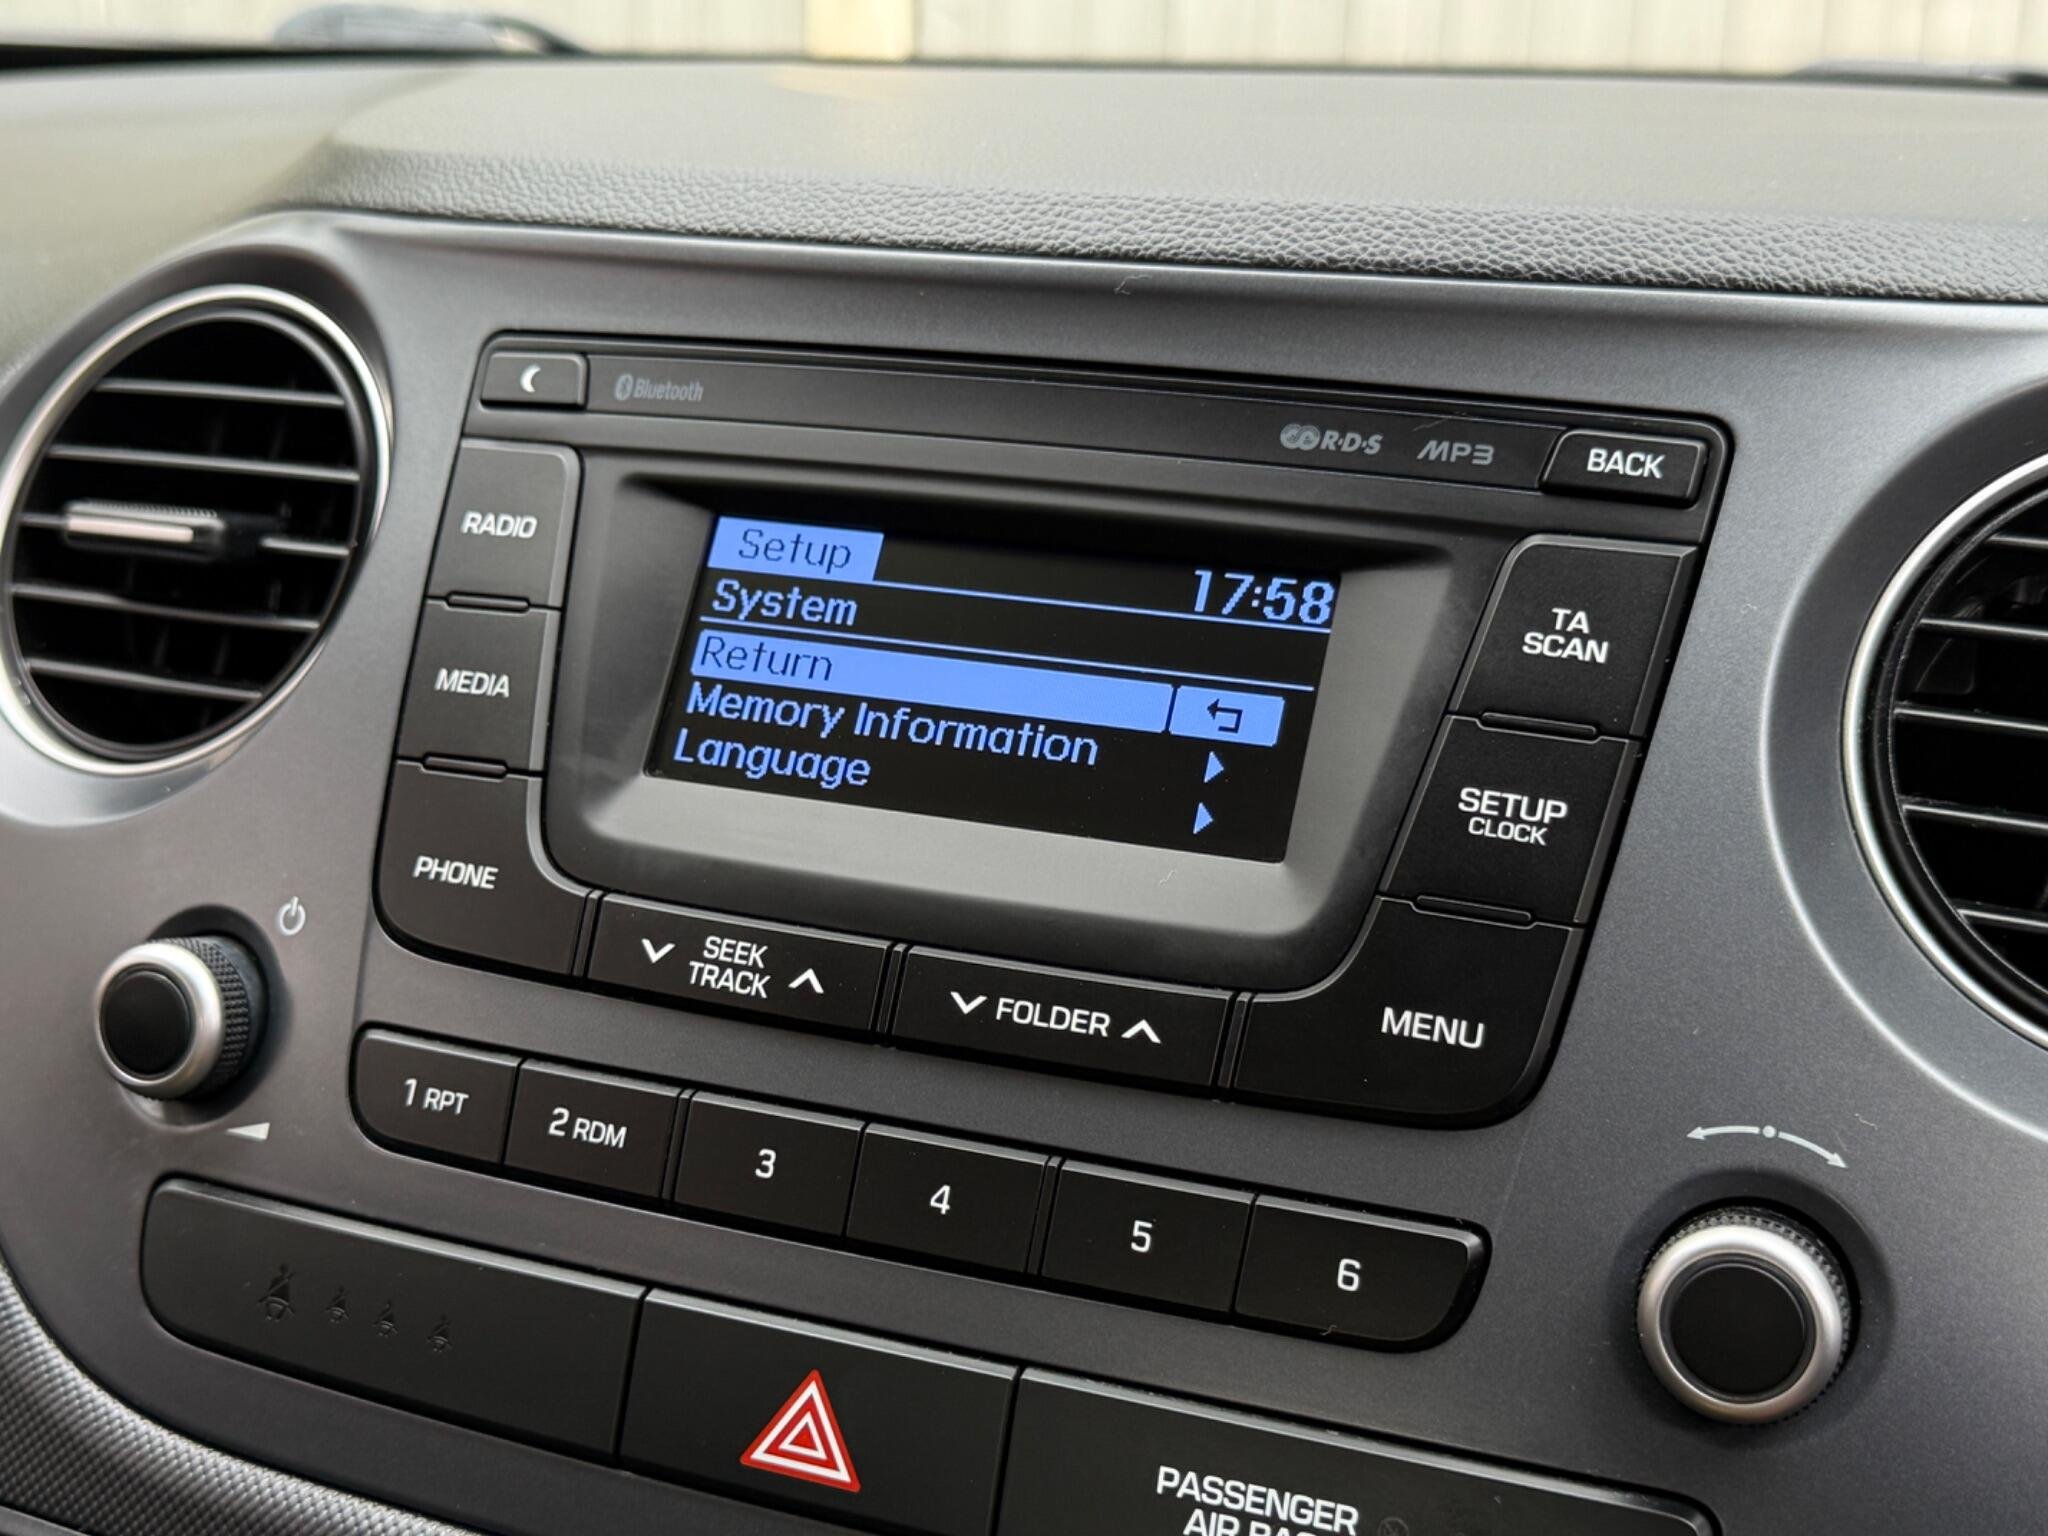 Bluetooth
R·D·S
MP3
BACK
RADIO
MEDIA
PHONE
Setup
17:58
System
Return
Memory Information
Language
TA
SCAN
SETUP
CLOCK
MENU
SEEK
TRACK
FOLDER
1 RPT
2 RDM
3
4
5
6
PASSENGER
AIR